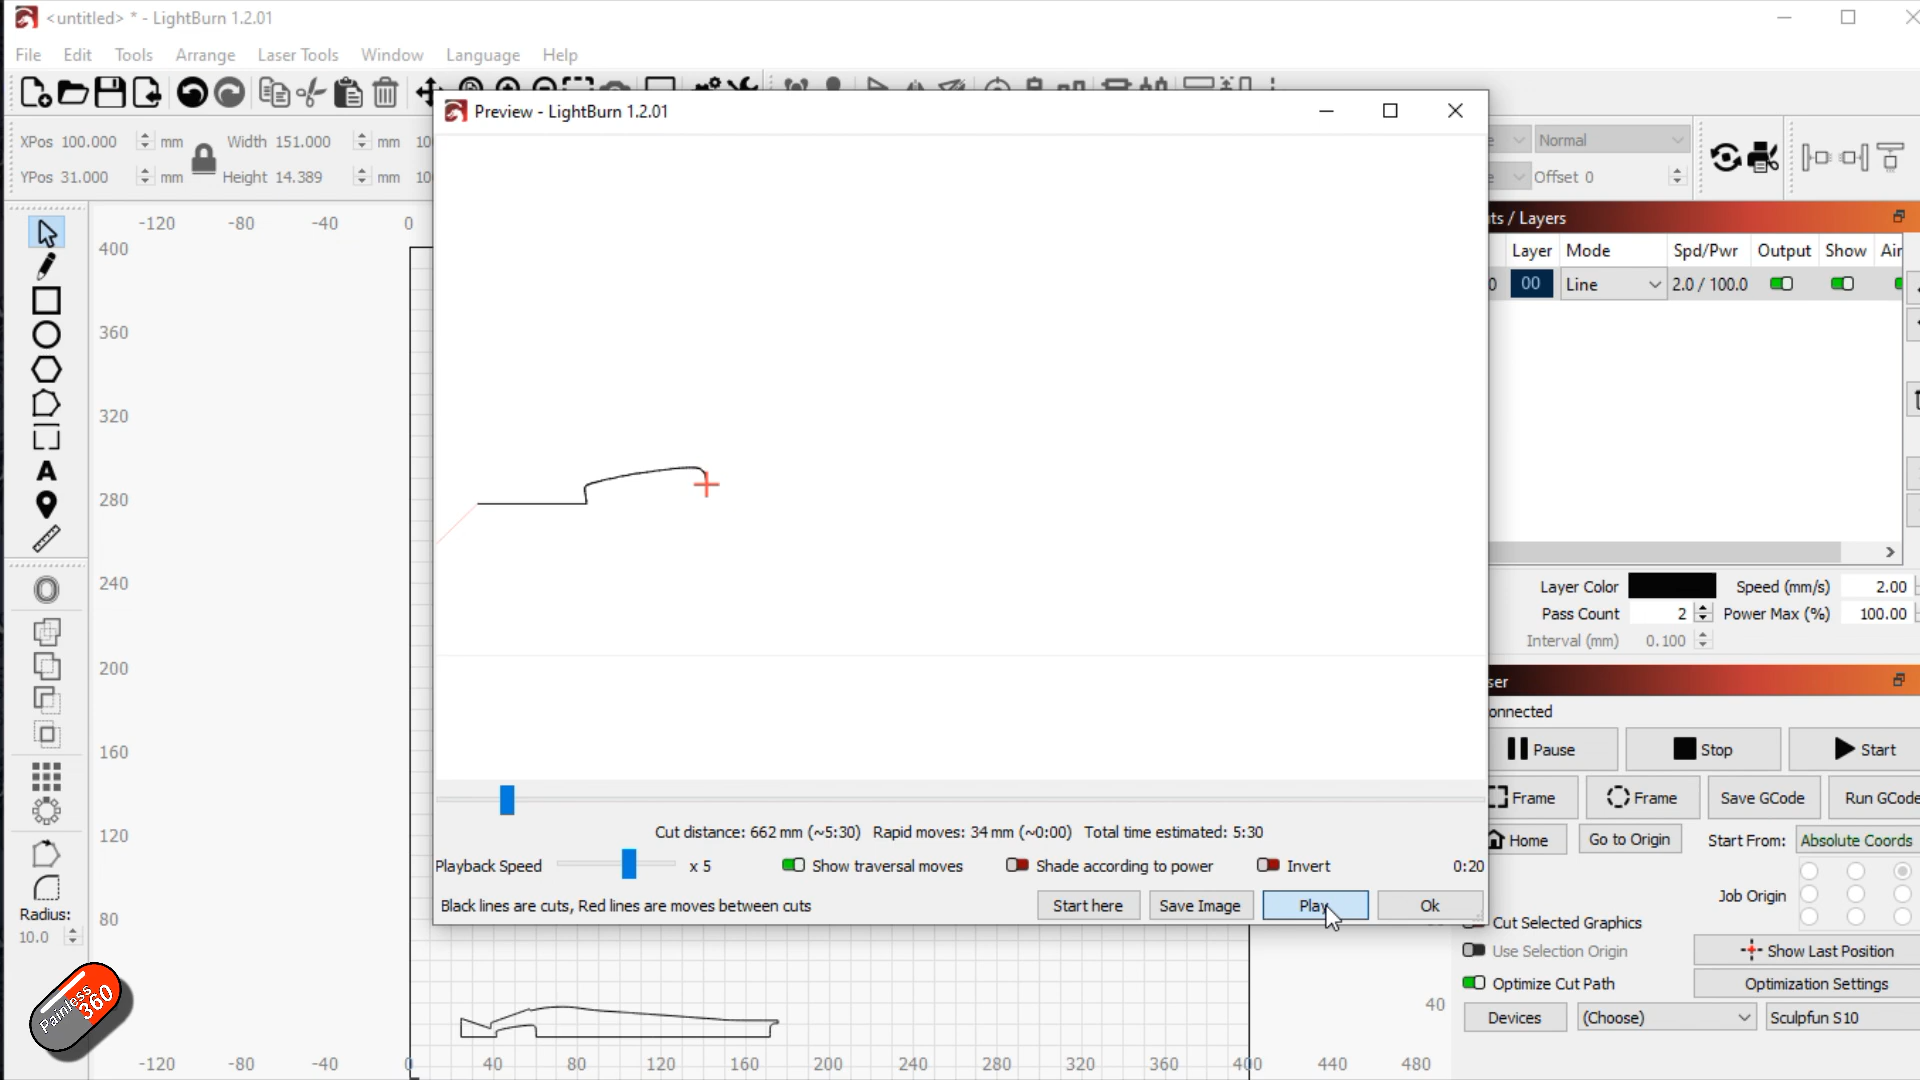 <untitled> * - LightBurn 1.2.01
File Edit Tools Arrange Laser Tools Window Language Help
Preview - LightBurn 1.2.01
XPos 100.000 mm Width 151.000 mm 10
YPos 31.000 mm Height 14.389 mm 10
e Normal
e Offset 0
-120 -80 -40 0
400
360
320
280
240
200
160
120
80
ts / Layers
Layer Mode Spd/Pwr Output Show Air
0 00 Line 2.0 / 100.0
Layer Color Speed (mm/s) 2.00
Pass Count 2 Power Max (%) 100.00
Interval (mm) 0.100
ser
onnected
Pause Stop Start
Frame Frame Save GCode Run GCode
Home Go to Origin Start From: Absolute Coords
Job Origin
Cut Selected Graphics
Use Selection Origin Show Last Position
Optimize Cut Path Optimization Settings
Devices (Choose) Sculpfun S10
Cut distance: 662 mm (~5:30) Rapid moves: 34 mm (~0:00) Total time estimated: 5:30
Playback Speed x 5 Show traversal moves Shade according to power Invert 0:20
Black lines are cuts, Red lines are moves between cuts Start here Save Image Play Ok
A
Radius:
10.0
Painless
360
40
-120 -80 -40 0 40 80 120 160 200 240 280 320 360 400 440 480